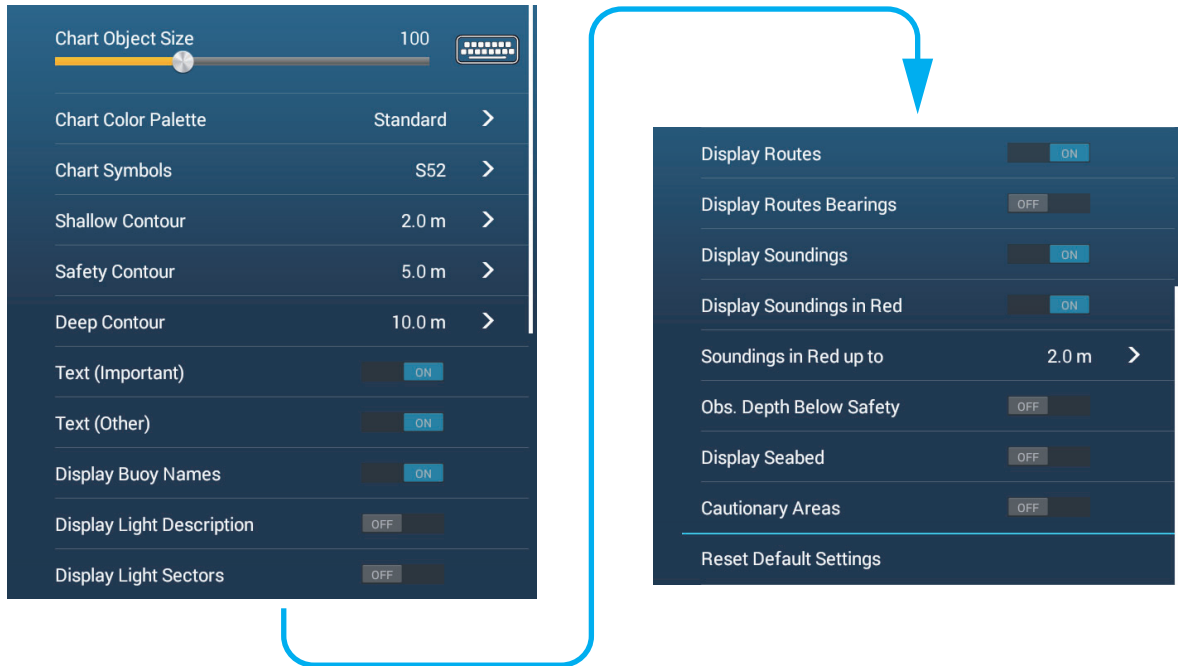 Chart Object Size 100
Chart Color Palette Standard
Chart Symbols S52
Shallow Contour 2.0 m
Safety Contour 5.0 m
Deep Contour 10.0 m
Text (Important) ON
Text (Other) ON
Display Buoy Names ON
Display Light Description OFF
Display Light Sectors OFF
Display Routes ON
Display Routes Bearings OFF
Display Soundings ON
Display Soundings in Red ON
Soundings in Red up to 2.0 m
Obs. Depth Below Safety OFF
Display Seabed OFF
Cautionary Areas OFF
Reset Default Settings